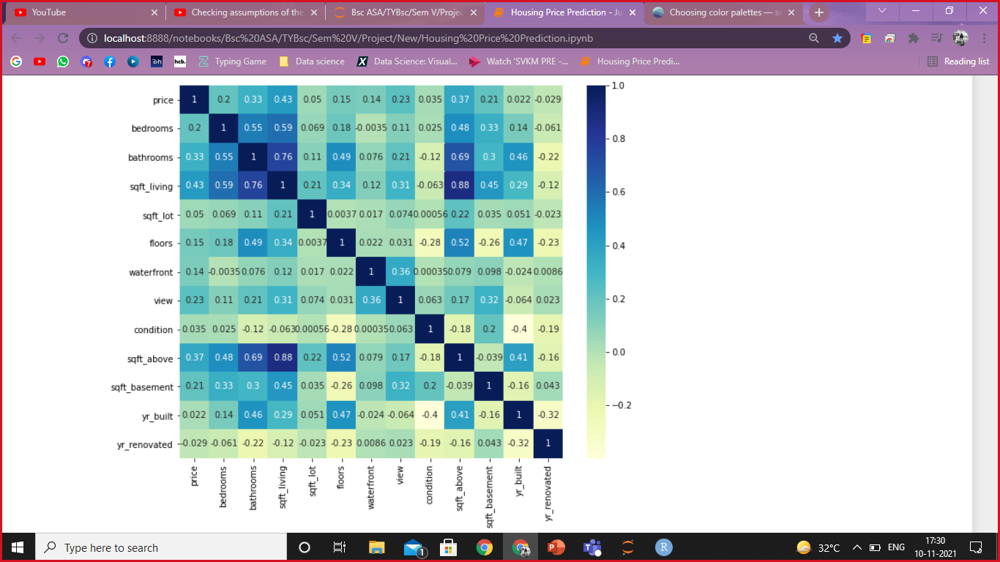 YouTube
Checking assumptions of the
Bsc ASA/TYBsc/Sem V/Projec
Housing Price Prediction - Ju
Choosing color palettes — s
localhost:8888/notebooks/Bsc%20ASA/TYBsc/Sem%20V/Project/New/Housing%20Price%20Prediction.ipynb
hcb.
Typing Game
Data science
Data Science: Visual...
Watch 'SVKM PRE -...
Housing Price Predi...
Reading list
price 1 0.2 0.33 0.43 0.05 0.15 0.14 0.23 0.035 0.37 0.21 0.022 -0.029
bedrooms 0.2 1 0.55 0.59 0.069 0.18 -0.0035 0.11 0.025 0.48 0.33 0.14 -0.061
bathrooms 0.33 0.55 1 0.76 0.11 0.49 0.076 0.21 -0.12 0.69 0.3 0.46 -0.22
sqft_living 0.43 0.59 0.76 1 0.21 0.34 0.12 0.31 -0.063 0.88 0.45 0.29 -0.12
sqft_lot 0.05 0.069 0.11 0.21 1 0.0037 0.017 0.074 0.00056 0.22 0.035 0.051 -0.023
floors 0.15 0.18 0.49 0.34 0.0037 1 0.022 0.031 -0.28 0.52 -0.26 0.47 -0.23
waterfront 0.14 -0.0035 0.076 0.12 0.017 0.022 1 0.36 0.00035 0.079 0.098 -0.024 0.0086
view 0.23 0.11 0.21 0.31 0.074 0.031 0.36 1 0.063 0.17 0.32 -0.064 0.023
condition 0.035 0.025 -0.12 -0.063 0.00056 -0.28 0.00035 0.063 1 -0.18 0.2 -0.4 -0.19
sqft_above 0.37 0.48 0.69 0.88 0.22 0.52 0.079 0.17 -0.18 1 -0.039 0.41 -0.16
sqft_basement 0.21 0.33 0.3 0.45 0.035 -0.26 0.098 0.32 0.2 -0.039 1 -0.16 0.043
yr_built 0.022 0.14 0.46 0.29 0.051 0.47 -0.024 -0.064 -0.4 0.41 -0.16 1 -0.32
yr_renovated -0.029 -0.061 -0.22 -0.12 -0.023 -0.23 0.0086 0.023 -0.19 -0.16 0.043 -0.32 1
price
bedrooms
bathrooms
sqft_living
sqft_lot
floors
waterfront
view
condition
sqft_above
sqft_basement
yr_built
yr_renovated
1.0
0.8
0.6
0.4
0.2
0.0
−0.2
Type here to search
1
32°C
ENG
17:30
10-11-2021